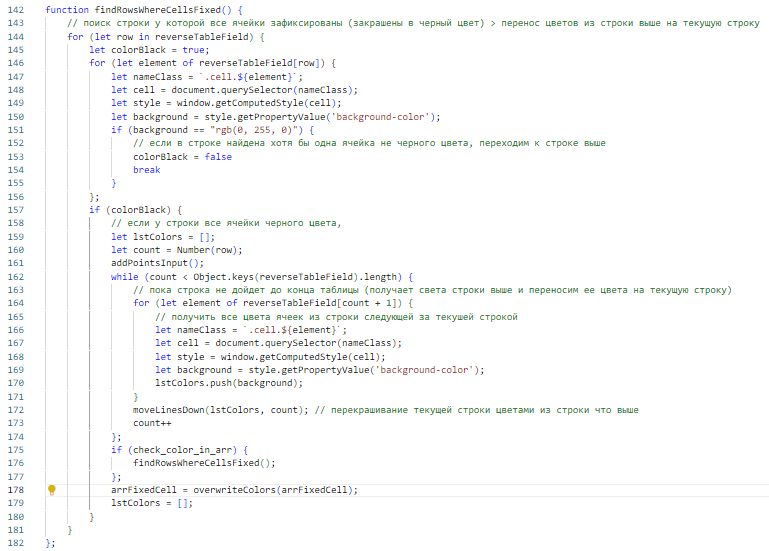 142 function findRowsWhereCellsFixed() {
143 // поиск строки у которой все ячейки зафиксированы (закрашены в черный цвет) > перенос цветов из строки выше на текущую строку
144 for (let row in reverseTableField) {
145 let colorBlack = true;
146 for (let element of reverseTableField[row]) {
147 let nameClass = `.cell.${element}`;
148 let cell = document.querySelector(nameClass);
149 let style = window.getComputedStyle(cell);
150 let background = style.getPropertyValue('background-color');
151 if (background == "rgb(0, 255, 0)") {
152 // если в строке найдена хотя бы одна ячейка не черного цвета, переходим к строке выше
153 colorBlack = false
154 break
155 }
156 };
157 if (colorBlack) {
158 // если у строки все ячейки черного цвета,
159 let lstColors = [];
160 let count = Number(row);
161 addPointsInput();
162 while (count < Object.keys(reverseTableField).length) {
163 // пока строка не дойдет до конца таблицы (получает света строки выше и переносим ее цвета на текущую строку)
164 for (let element of reverseTableField[count + 1]) {
165 // получить все цвета ячеек из строки следующей за текушей строкой
166 let nameClass = `.cell.${element}`;
167 let cell = document.querySelector(nameClass);
168 let style = window.getComputedStyle(cell);
169 let background = style.getPropertyValue('background-color');
170 lstColors.push(background);
171 }
172 moveLinesDown(lstColors, count); // перекрашивание текущей строки цветами из строки что выше
173 count++
174 };
175 if (check_color_in_arr) {
176 findRowsWhereCellsFixed();
177 };
178 arrFixedCell = overwriteColors(arrFixedCell);
179 lstColors = [];
180 }
181 }
182 };